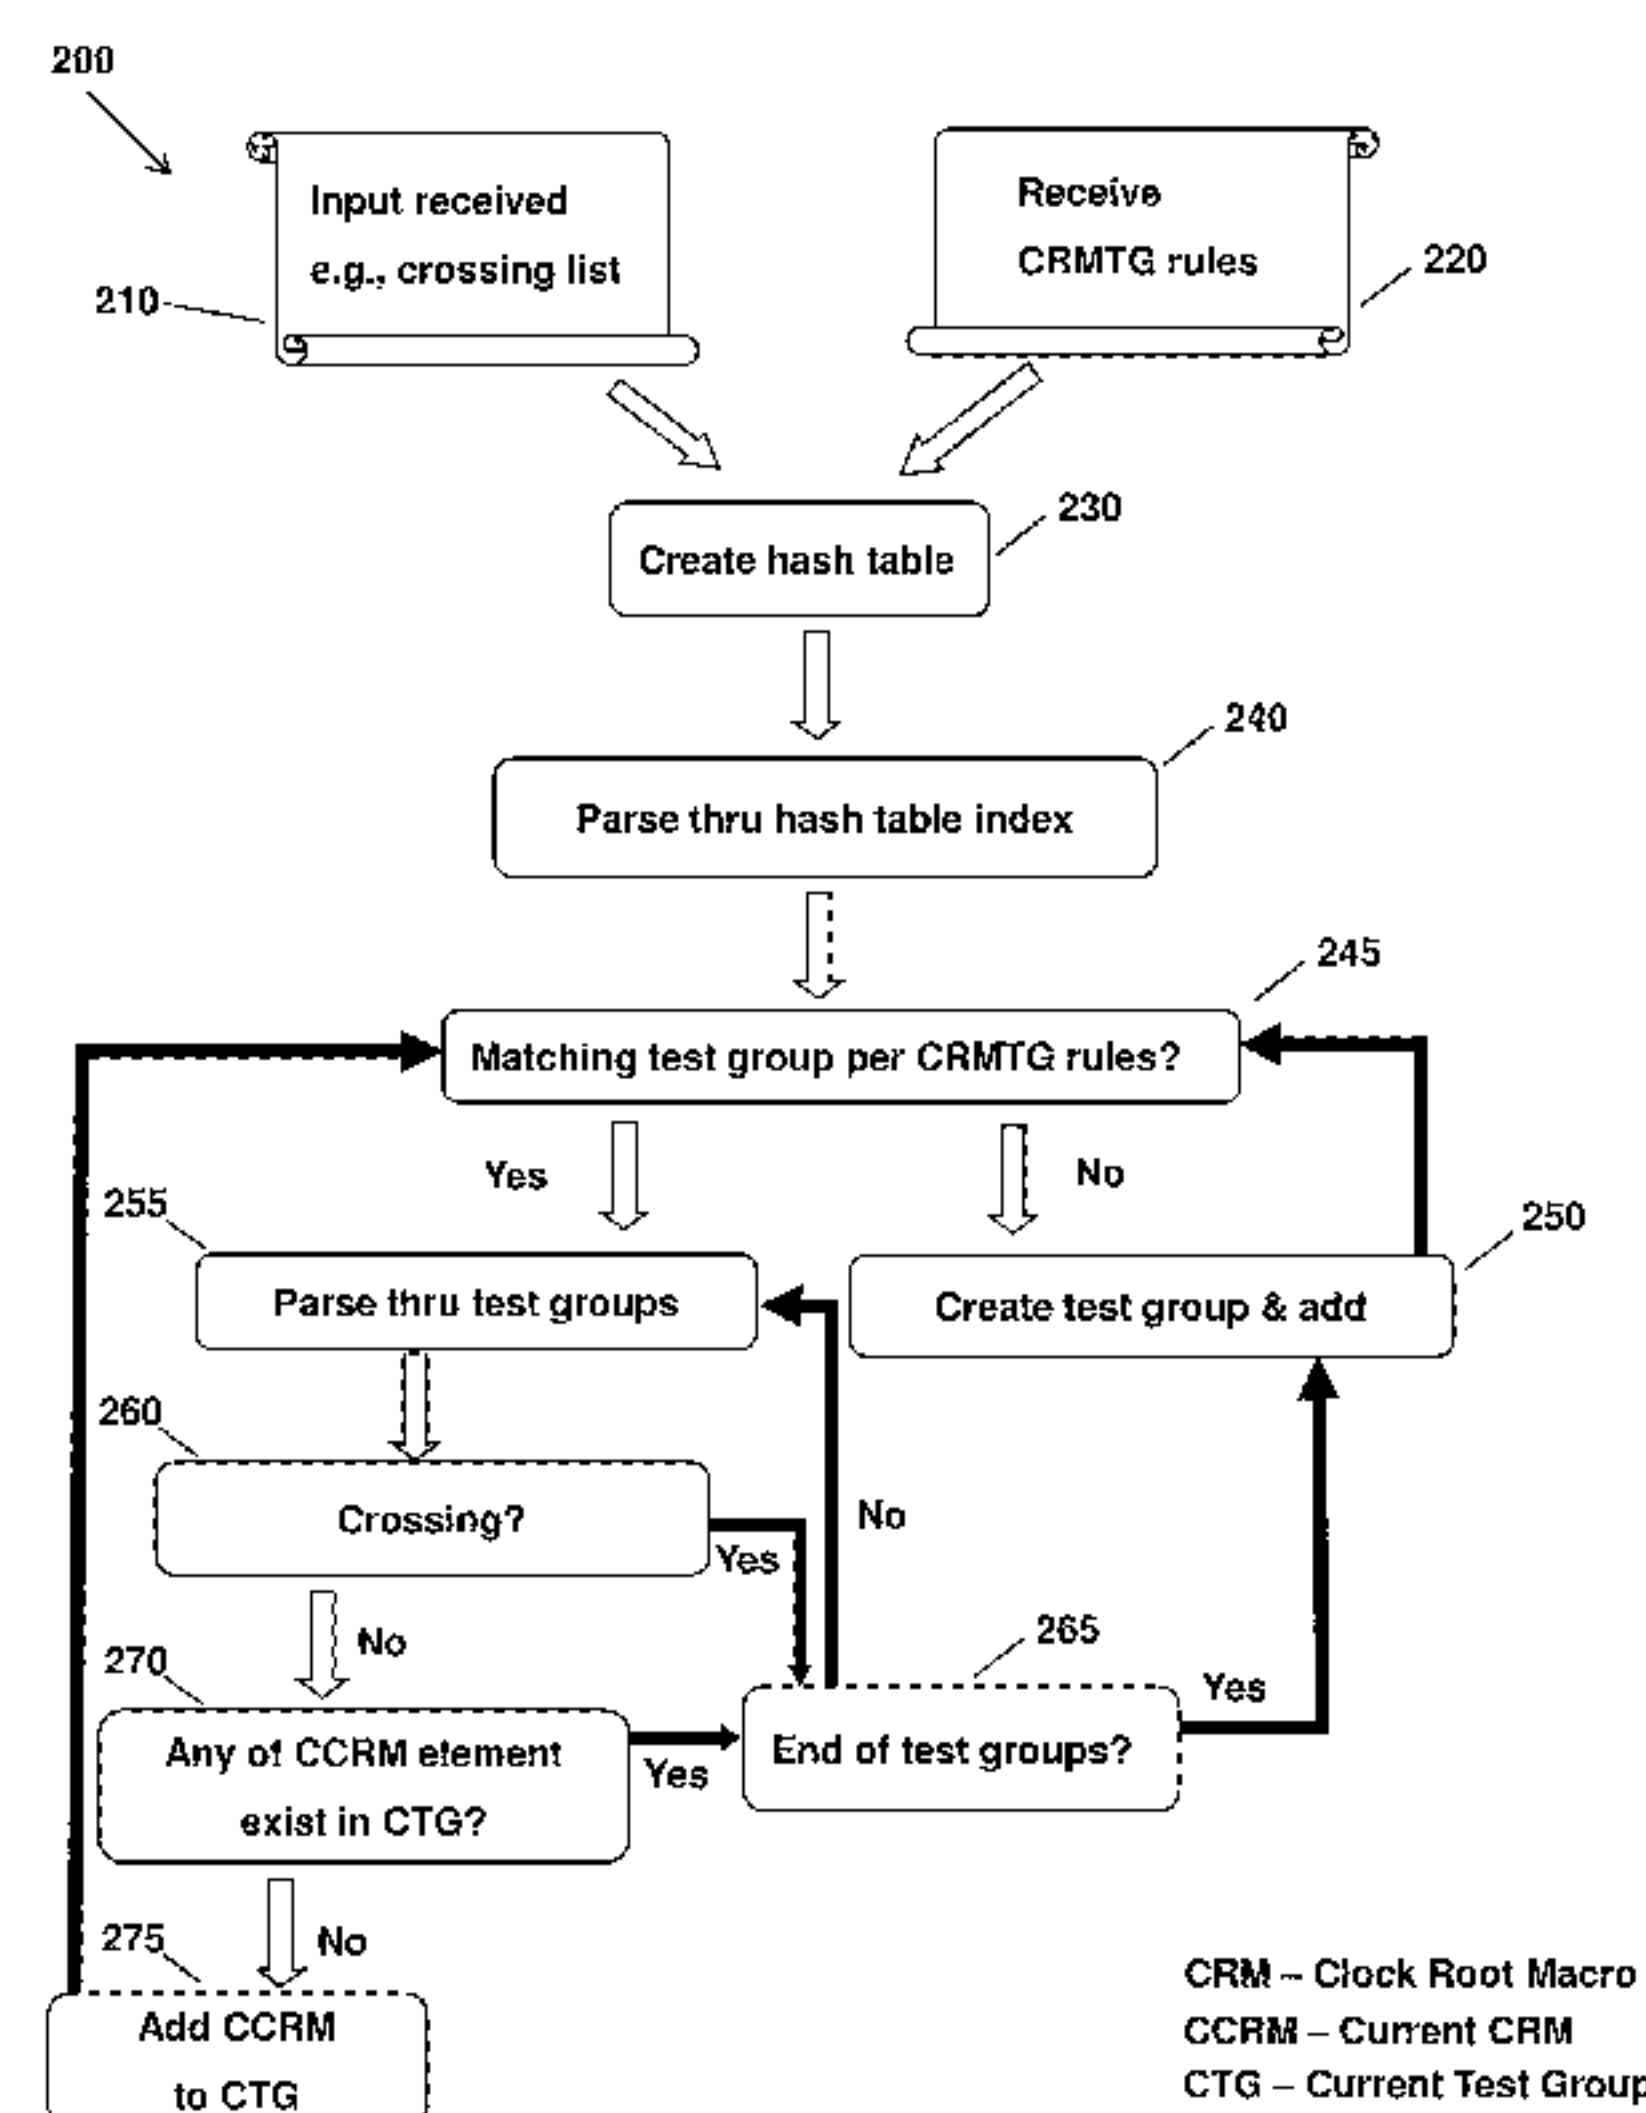 200
Input received
e.g., crossing list
210
Receive
CRMTG rules
220
Create hash table
230
Parse thru hash table index
240
245
Matching test group per CRMTG rules?
Yes
No
255
250
Parse thru test groups
Create test group & add
260
Crossing?
Yes
No
No
270
265
Yes
Any of CCRM element
exist in CTG?
Yes
End of test groups?
275
No
Add CCRM
to CTG
CRM – Clock Root Macro
CCRM – Current CRM
CTG – Current Test Group